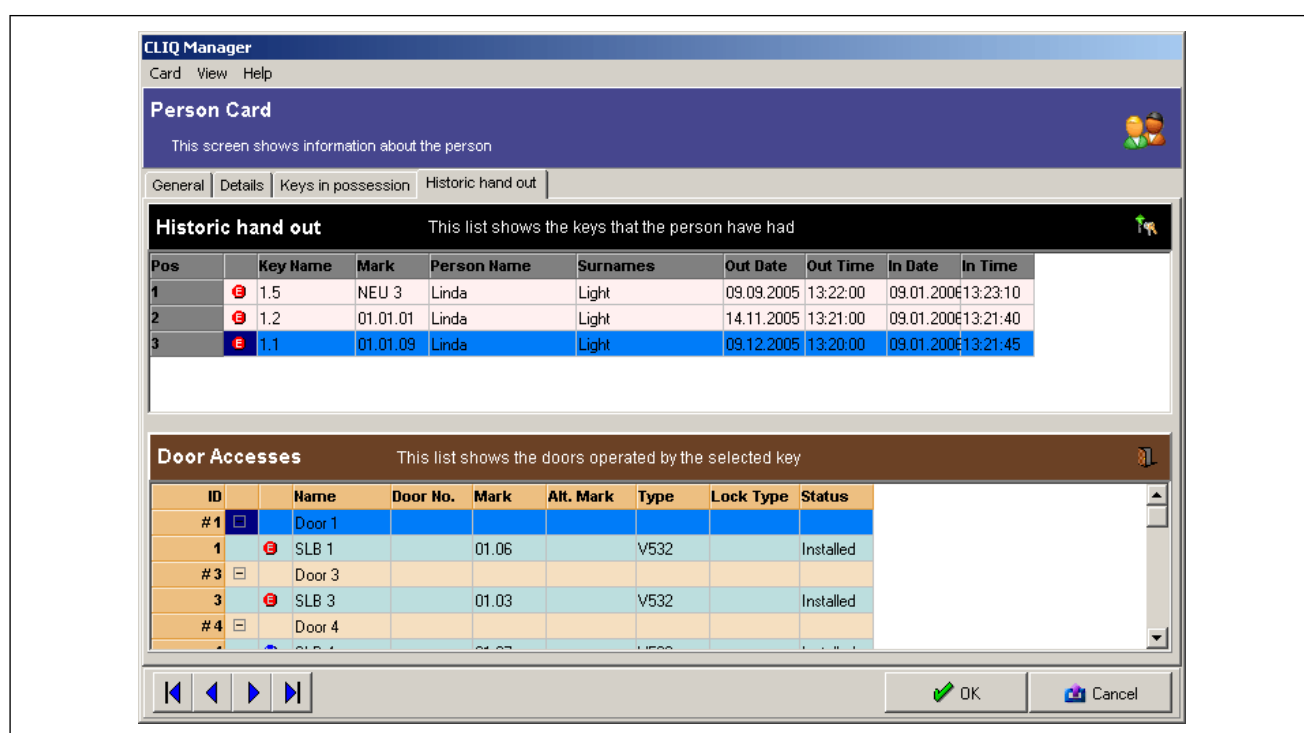 CLIQ Manager
Card View Help
Person Card
This screen shows information about the person
General Details Keys in possession Historic hand out
Historic hand out This list shows the keys that the person have had
Pos Key Name Mark Person Name Surnames Out Date Out Time In Date In Time
1 E 1.5 NEU 3 Linda Light 09.09.2005 13:22:00 09.01.2006 13:23:10
2 E 1.2 01.01.01 Linda Light 14.11.2005 13:21:00 09.01.2006 13:21:40
3 E 1.1 01.01.09 Linda Light 09.12.2005 13:20:00 09.01.2006 13:21:45
Door Accesses This list shows the doors operated by the selected key
ID Name Door No. Mark Alt. Mark Type Lock Type Status
#1 Door 1
1 E SLB 1 01.06 V532 Installed
#3 Door 3
3 E SLB 3 01.03 V532 Installed
#4 Door 4
OK Cancel